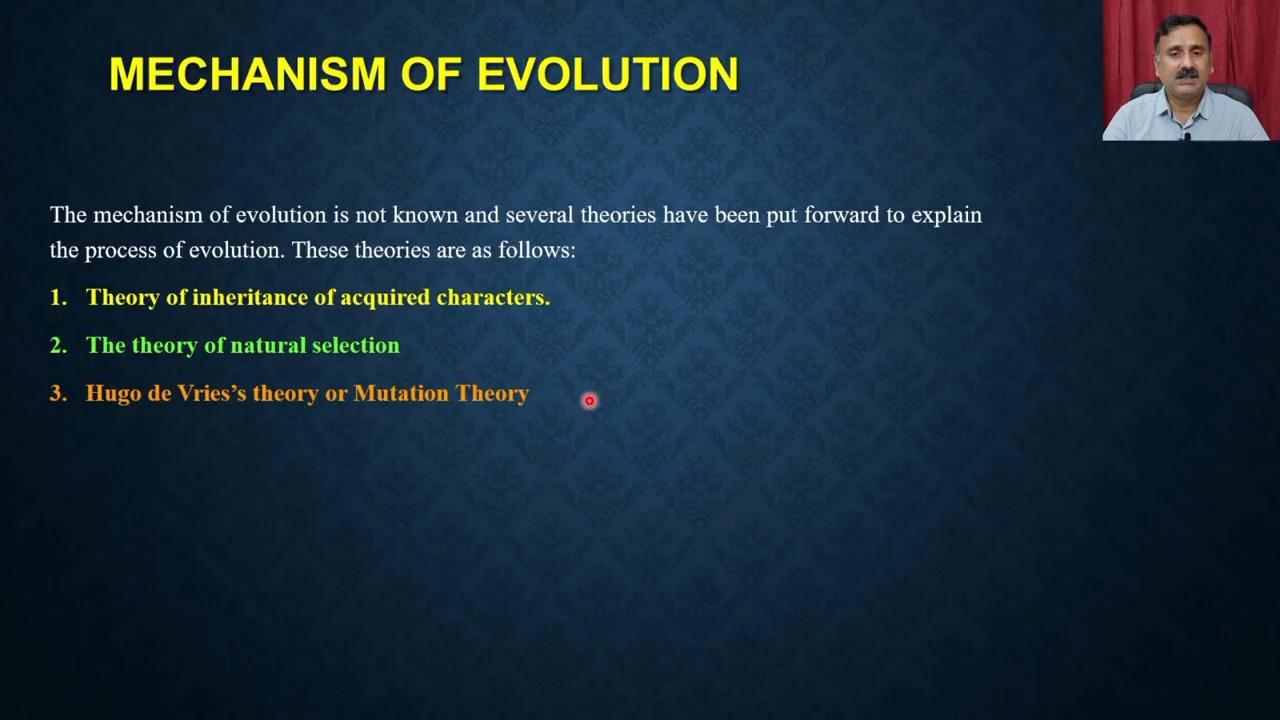 MECHANISM OF EVOLUTION
The mechanism of evolution is not known and several theories have been put forward to explain
the process of evolution. These theories are as follows:
1. Theory of inheritance of acquired characters.
2. The theory of natural selection
3. Hugo de Vries’s theory or Mutation Theory